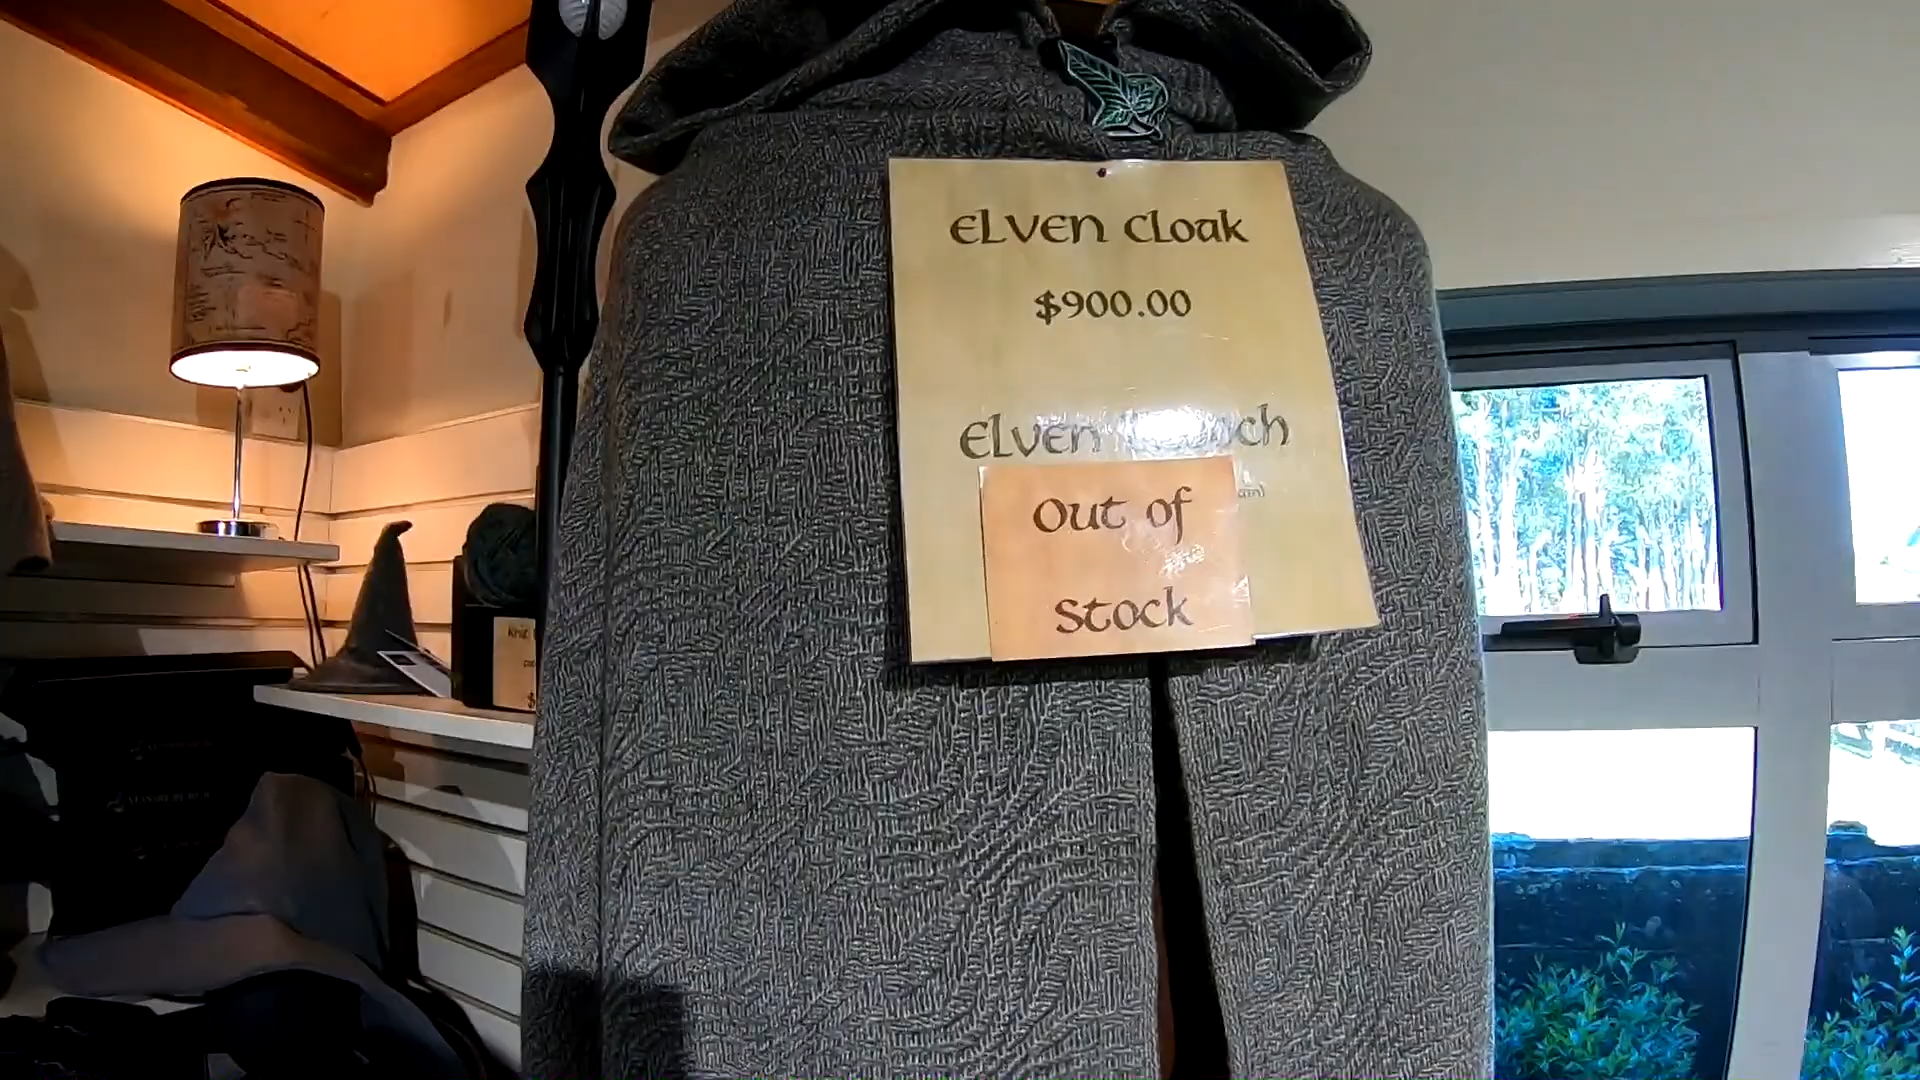 ELVEN CLOAK
$900.00
ELVEN
OUT OF
STOCK